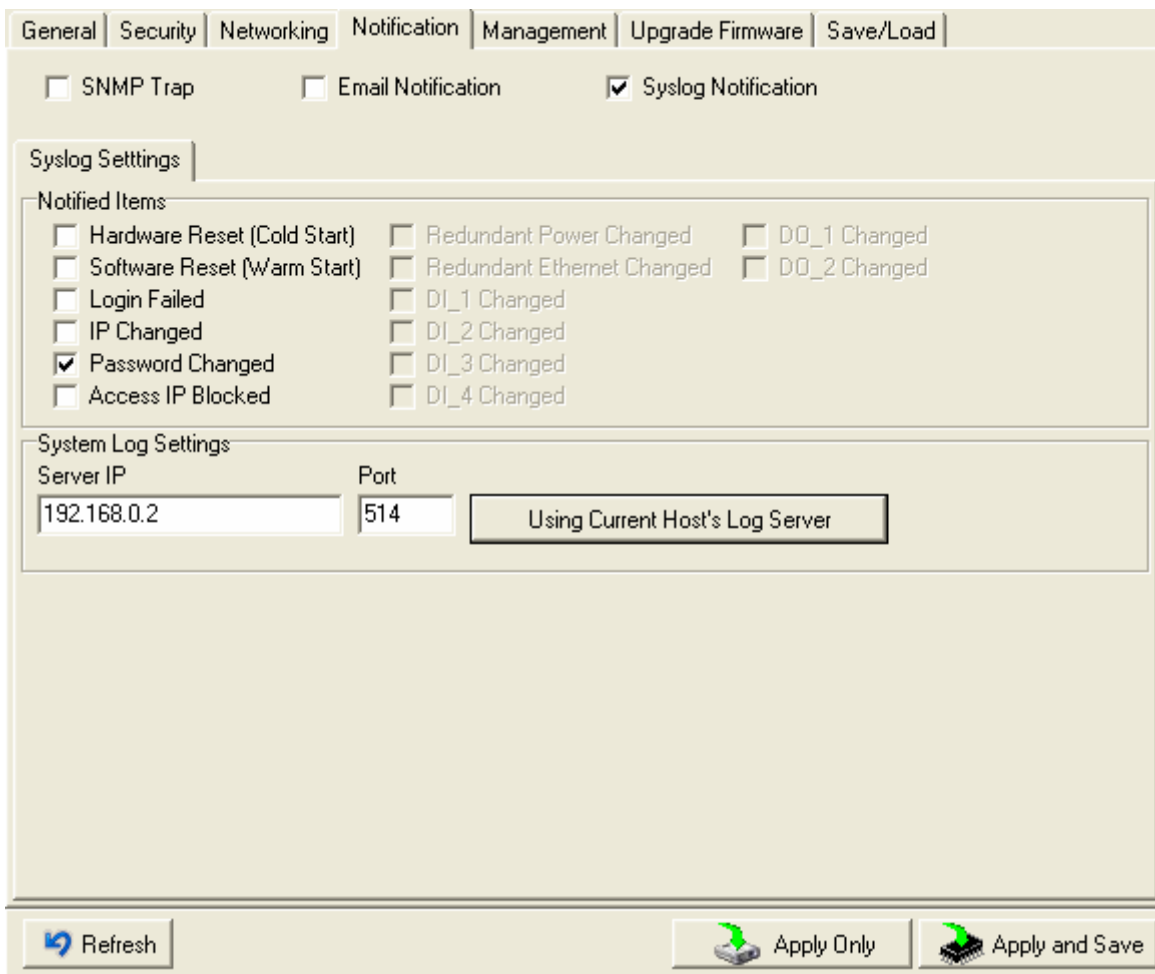 General Security Networking Notification Management Upgrade Firmware Save/Load
SNMP Trap Email Notification Syslog Notification
Syslog Setttings
Notified Items
Hardware Reset (Cold Start) Redundant Power Changed DO_1 Changed
Software Reset (Warm Start) Redundant Ethernet Changed DO_2 Changed
Login Failed DI_1 Changed
IP Changed DI_2 Changed
Password Changed DI_3 Changed
Access IP Blocked DI_4 Changed
System Log Settings
Server IP Port
192.168.0.2 514 Using Current Host's Log Server
Refresh Apply Only Apply and Save